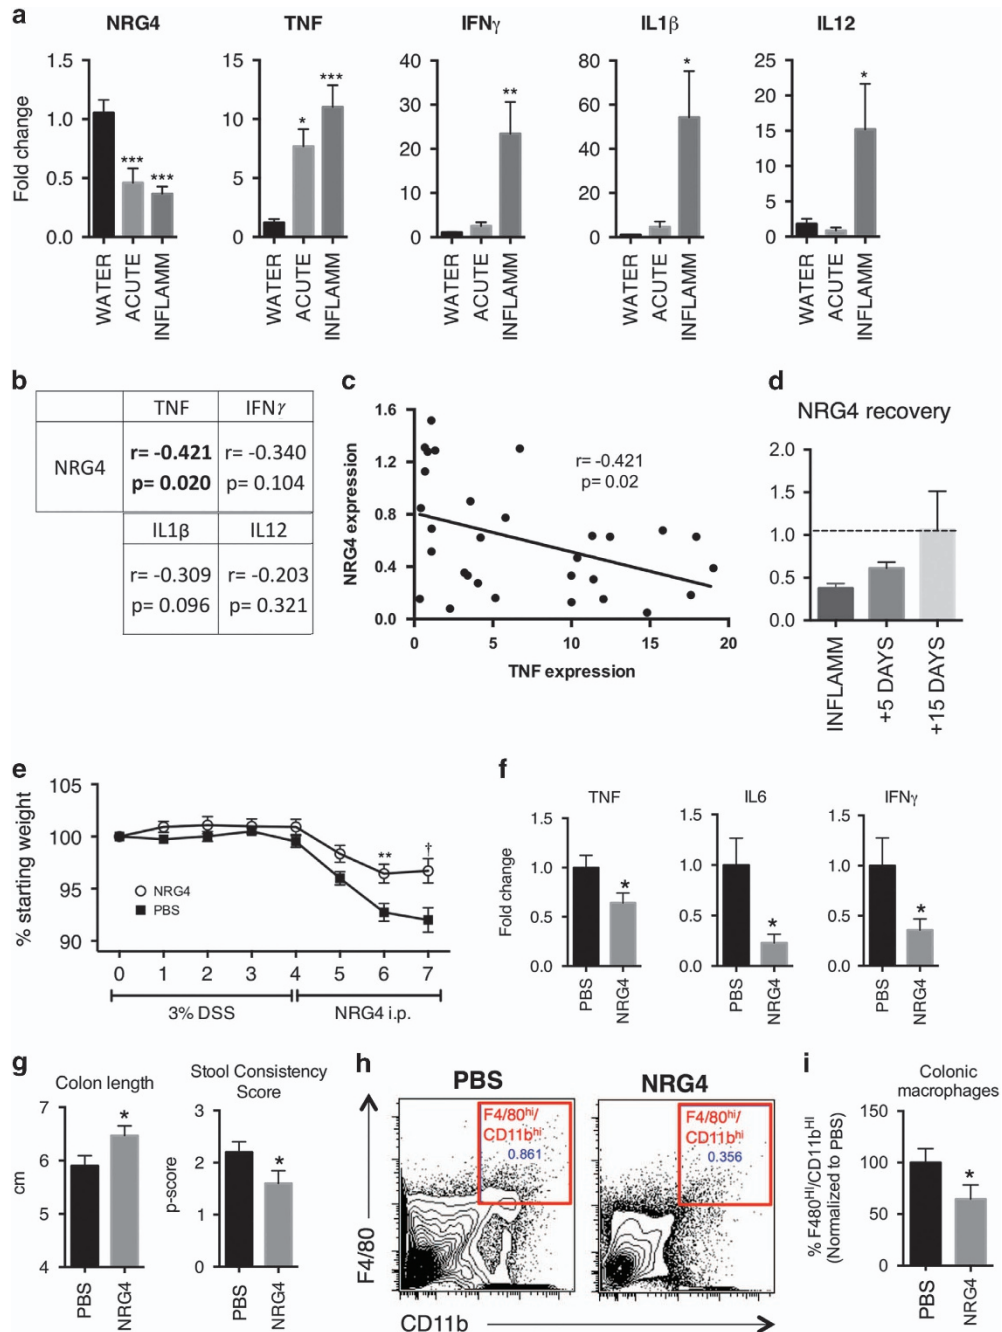 a
NRG4
TNF
IFNγ
IL1β
IL12
Fold change
1.5
1.0
0.5
0.0
***
***
WATER
ACUTE
INFLAMM
15
10
5
0
*
***
WATER
ACUTE
INFLAMM
40
30
20
10
0
**
WATER
ACUTE
INFLAMM
80
60
40
20
0
*
WATER
ACUTE
INFLAMM
25
20
15
10
5
0
*
WATER
ACUTE
INFLAMM
b
TNF IFNγ
NRG4
r= -0.421 r= -0.340
p= 0.020 p= 0.104
IL1β IL12
r= -0.309 r= -0.203
p= 0.096 p= 0.321
c
NRG4 expression
1.6
1.2
0.8
0.4
0.0
r= -0.421
p= 0.02
0 5 10 15 20
TNF expression
d
NRG4 recovery
2.0
1.5
1.0
0.5
0.0
INFLAMM
+5 DAYS
+15 DAYS
e
% starting weight
105
100
95
90
** †
NRG4
PBS
0 1 2 3 4 5 6 7
3% DSS NRG4 i.p.
f
Fold change
TNF
1.5
1.0
0.5
0.0
*
PBS
NRG4
IL6
1.5
1.0
0.5
0.0
*
PBS
NRG4
IFNγ
1.5
1.0
0.5
0.0
*
PBS
NRG4
g
Colon length
cm
7
6
5
4
*
PBS
NRG4
Stool Consistency
Score
p-score
3
2
1
0
*
PBS
NRG4
h
PBS
NRG4
F4/80hi/
CD11bhi
0.861
F4/80hi/
CD11bhi
0.356
F4/80
CD11b
i
Colonic
macrophages
% F480HI/CD11bHI
(Normalized to PBS)
150
100
50
0
*
PBS
NRG4